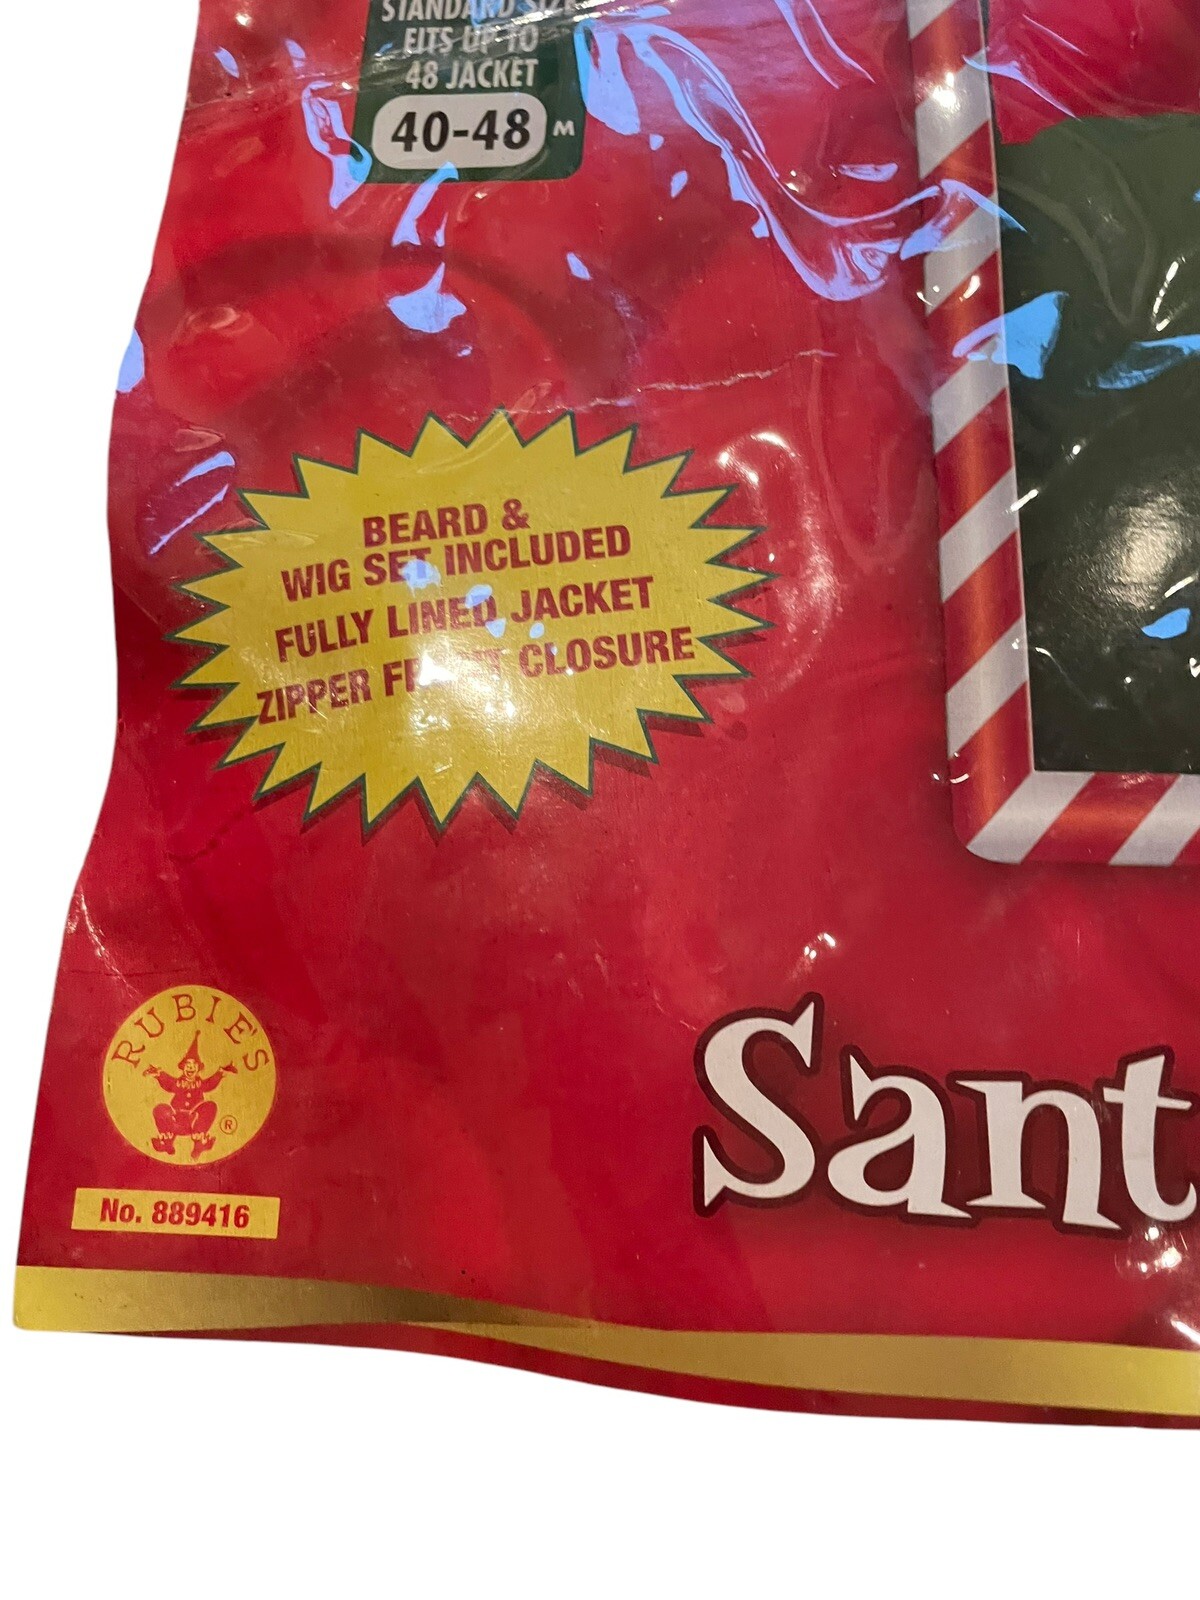 STANDARD SIZE
FITS UP TO
48 JACKET
40-48 M
BEARD &
WIG SET INCLUDED
FULLY LINED JACKET
ZIPPER FRONT CLOSURE
RUBIE'S
®
No. 889416
Sant